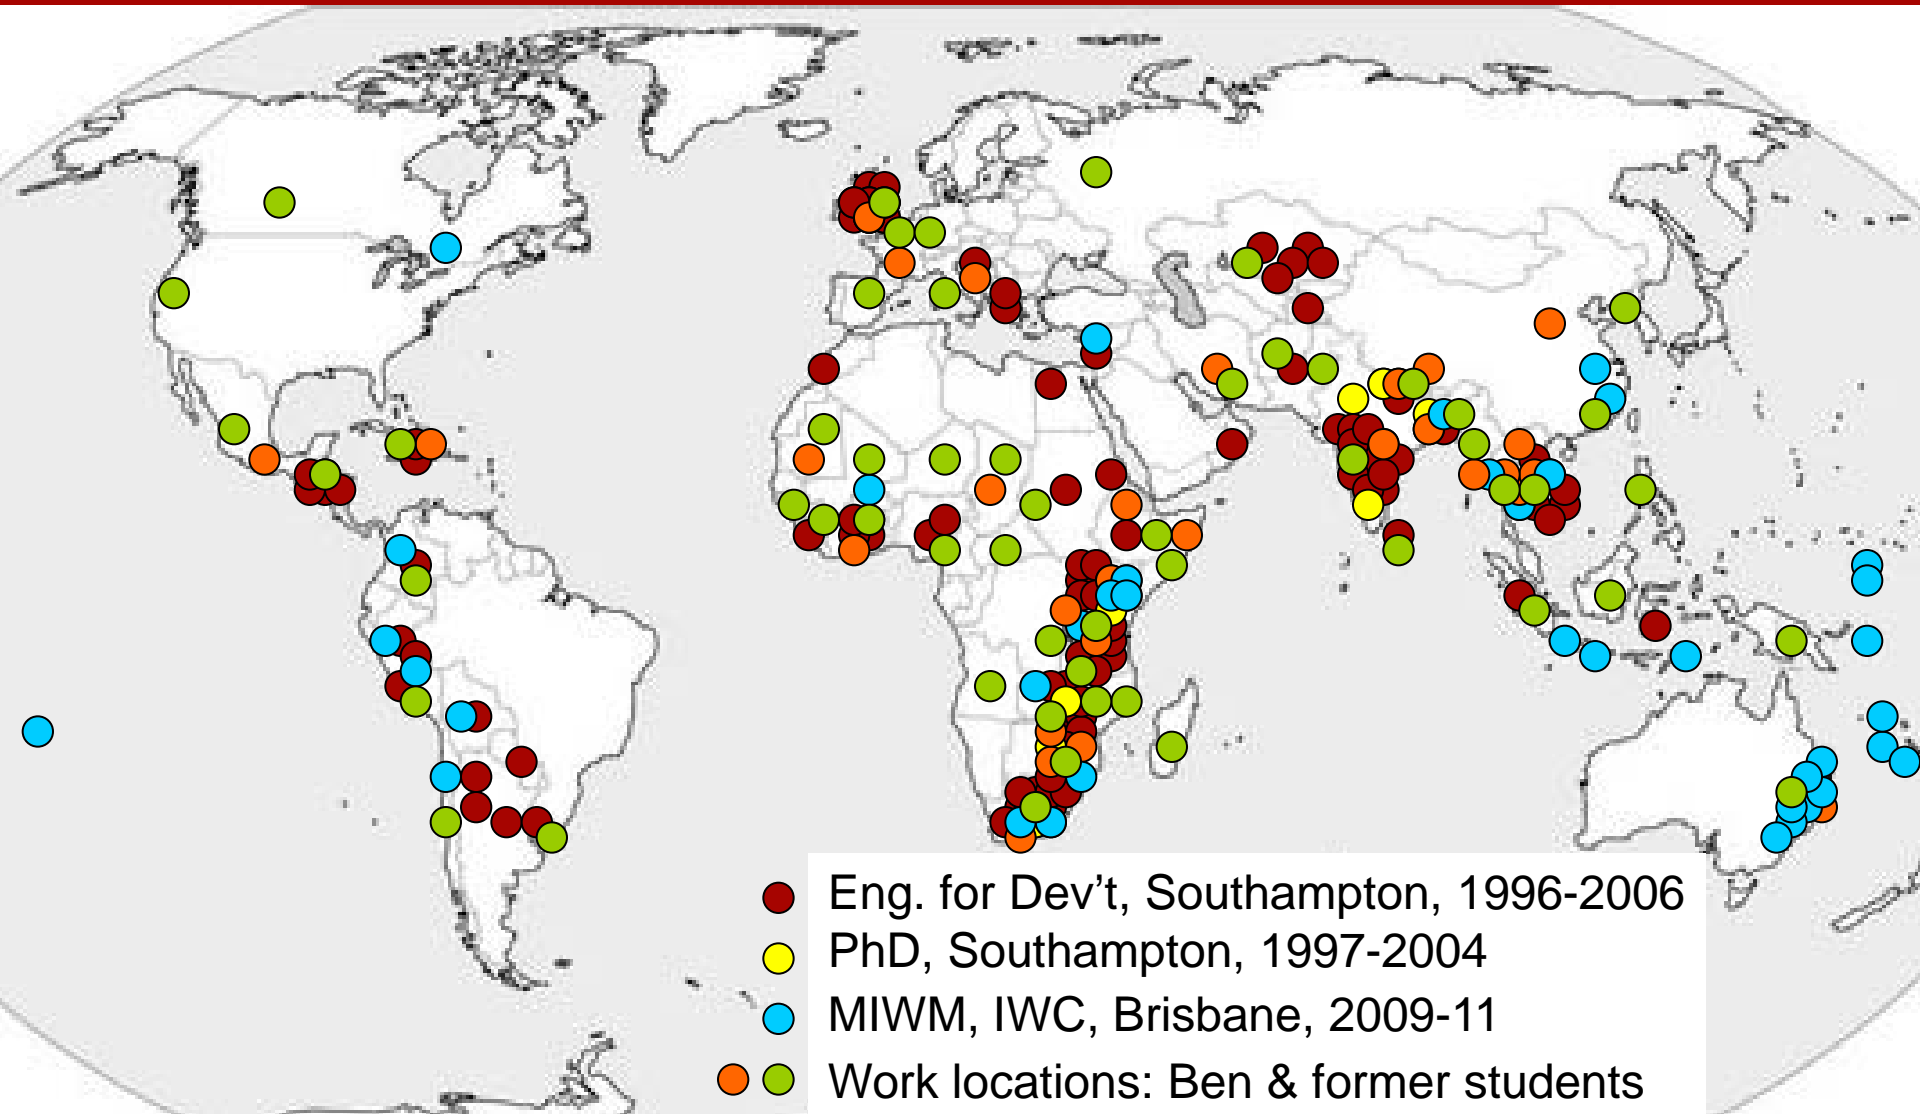 Eng. for Dev't, Southampton, 1996-2006
PhD, Southampton, 1997-2004
MIWM, IWC, Brisbane, 2009-11
Work locations: Ben & former students